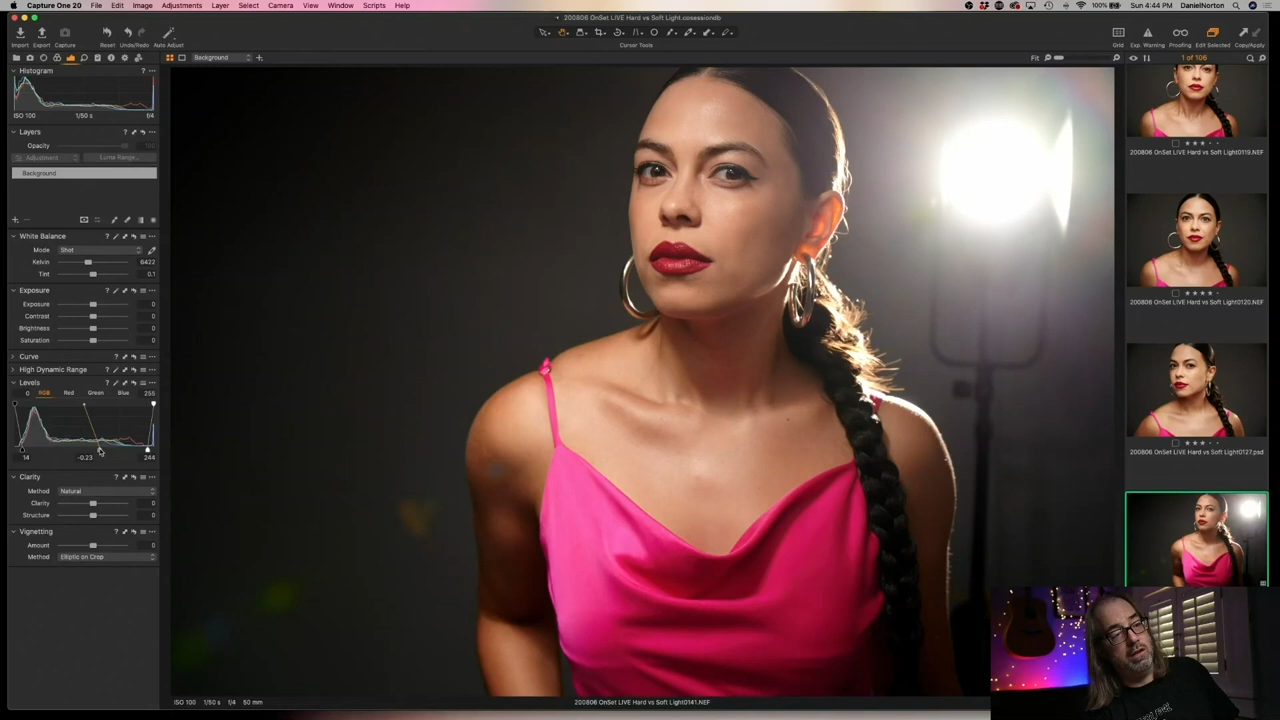 Capture One 20 File Edit Image Adjustments Layer Select Camera View Window Scripts Help
100% Sun 4:44 PM DanielNorton
200806 OnSet LIVE Hard vs Soft Light.cosessiondb
Import Export Capture Reset Undo/Redo Auto Adjust
Cursor Tools
Grid Exp. Warning Proofing Edit Selected Copy/Apply
Background
Fit
1 of 106
Histogram
ISO 100 1/50 s f/4
Layers
Opacity 100
Adjustment Luma Range...
Background
White Balance
Mode Shot
Kelvin 6422
Tint 0.1
Exposure
Exposure 0
Contrast 0
Brightness 0
Saturation 0
Curve
High Dynamic Range
Levels
0 RGB Red Green Blue 255
14 -0.23 244
Clarity
Method Natural
Clarity 0
Structure 0
Vignetting
Amount 0
Method Elliptic on Crop
200806 OnSet LIVE Hard vs Soft Light0119.NEF
200806 OnSet LIVE Hard vs Soft Light0120.NEF
200806 OnSet LIVE Hard vs Soft Light0127.psd
ISO 100 1/50 s f/4 50 mm
200806 OnSet LIVE Hard vs Soft Light0141.NEF